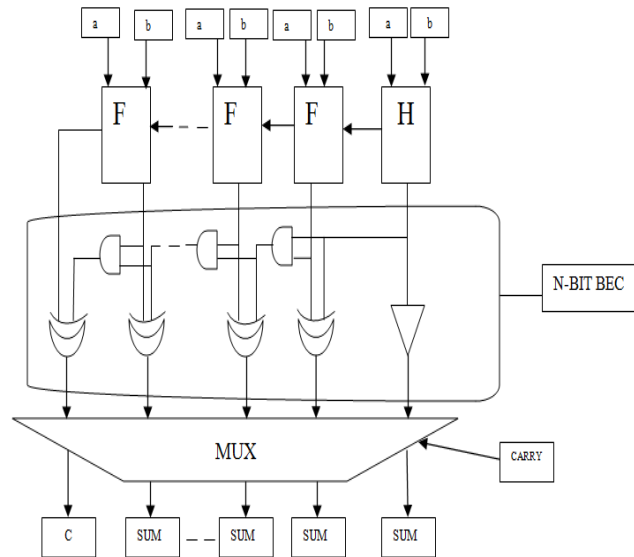 a b a b a b a b
F F F H
N-BIT BEC
MUX
CARRY
C SUM SUM SUM SUM